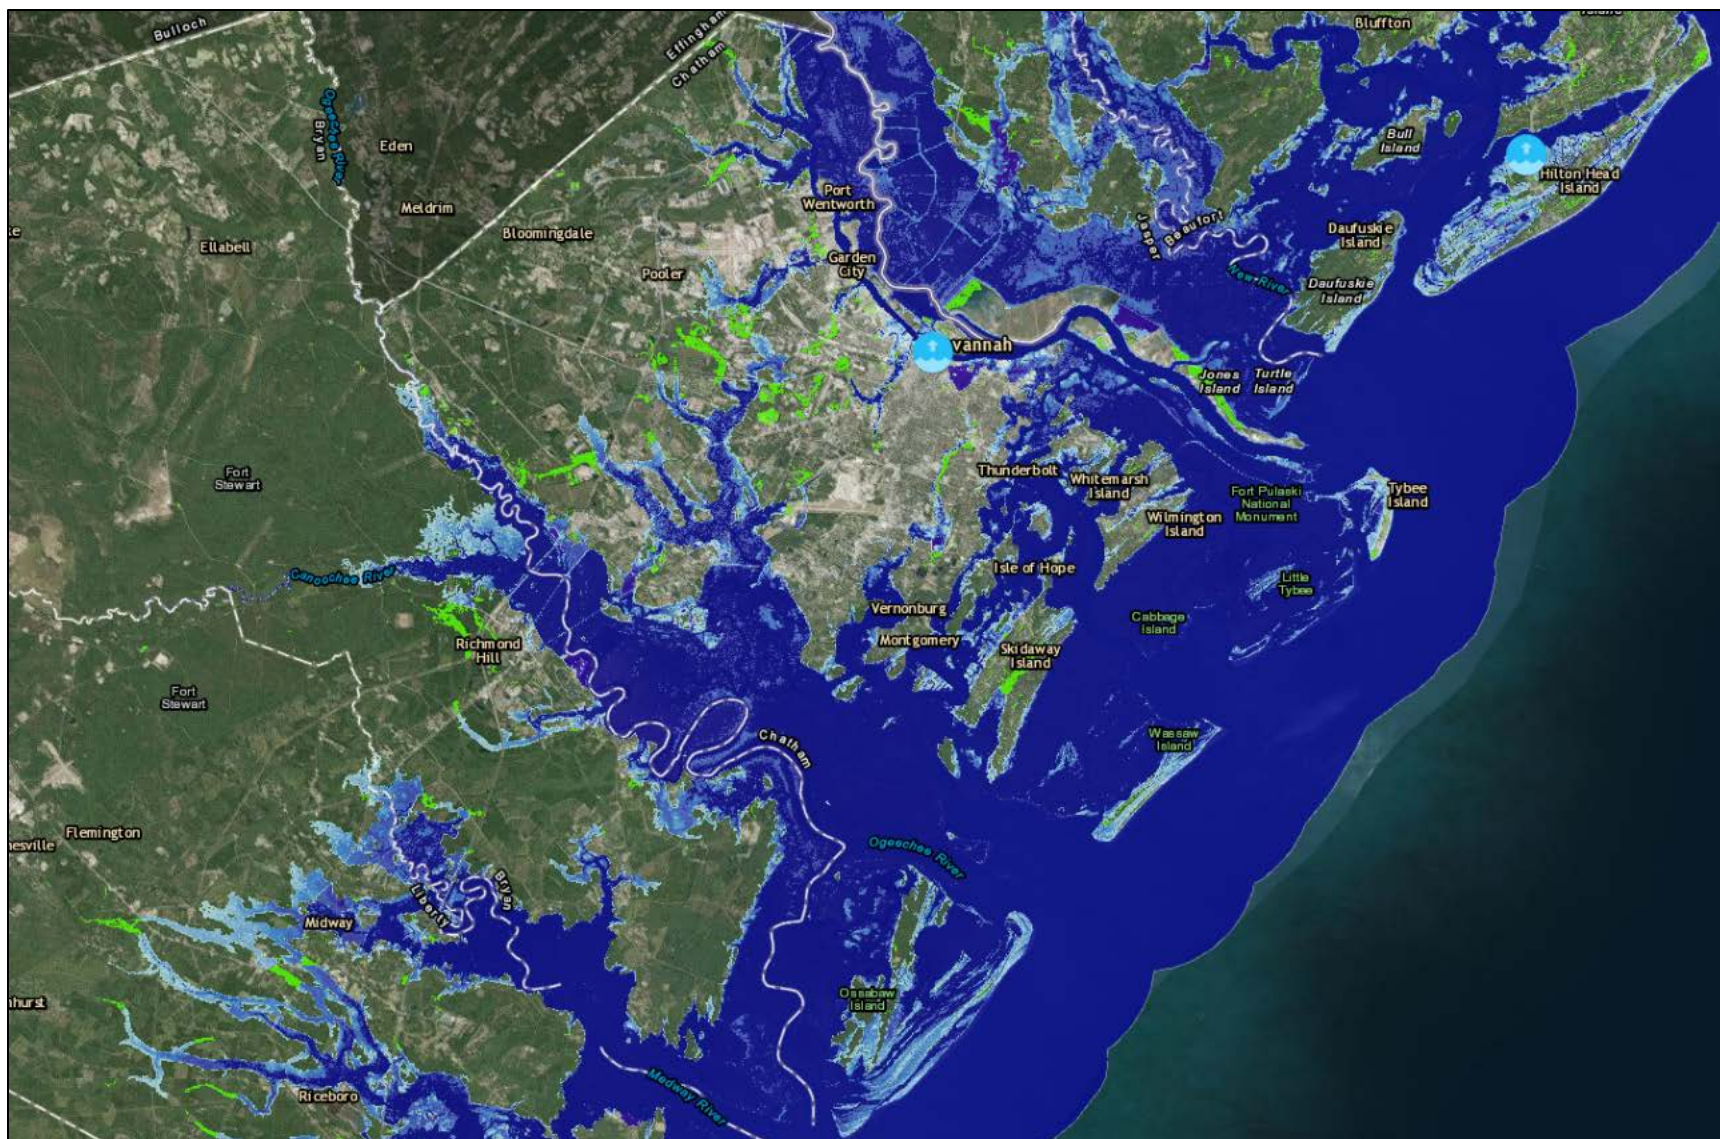 Bulloch
Effingham
Chatham
Bluffton
Island
Ogeechee River
Bryan
Eden
Bull
Island
Hilton Head
Island
Port
Wentworth
Meldrim
Ellabell
Bloomingdale
Jasper
Beaufort
Daufuskie
Island
Garden
City
Pooler
New River
Daufuskie
Island
vannah
Jones
Island
Turtle
Island
Fort
Stewart
Thunderbolt
Whitemarsh
Island
Fort Pulaski
National
Monument
Tybee
Island
Wilmington
Island
Canoochee River
Isle of Hope
Little
Tybee
Vernonburg
Cabbage
Island
Richmond
Hill
Montgomery
Skidaway
Island
Fort
Stewart
Chatham
Wassaw
Island
Flemington
nesville
Ogeechee River
Bryan
Liberty
Midway
Ossabaw
Island
nhurst
Medway River
Riceboro